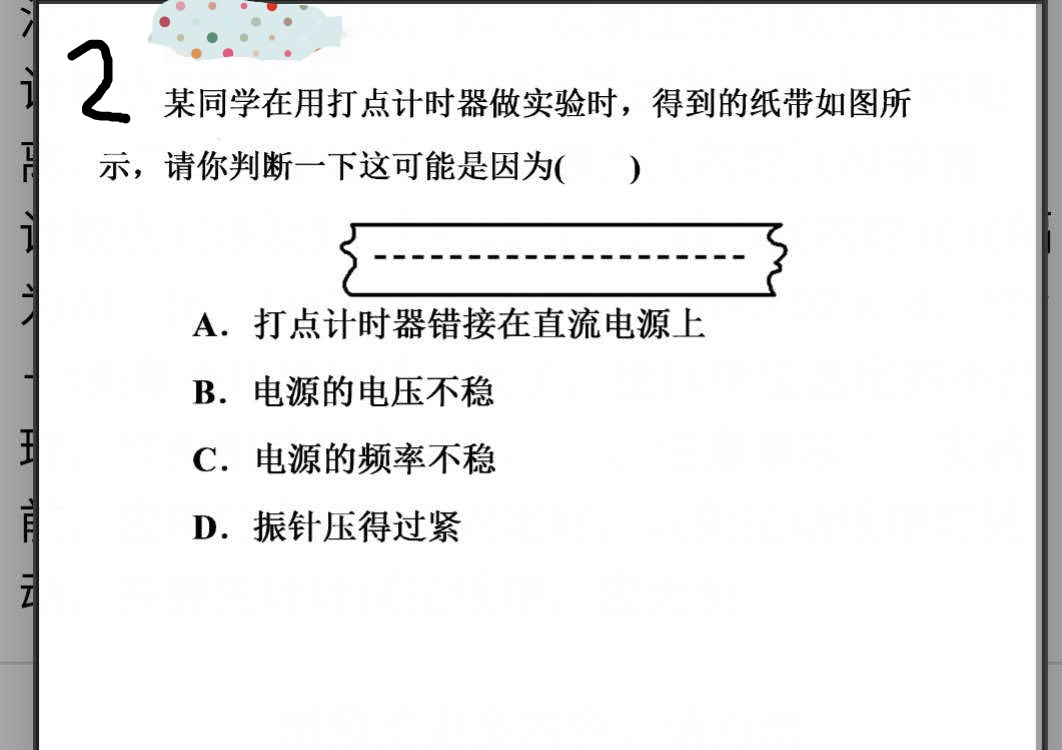 2
某同学在用打点计时器做实验时，得到的纸带如图所
示，请你判断一下这可能是因为(　　)
A．打点计时器错接在直流电源上
B．电源的电压不稳
C．电源的频率不稳
D．振针压得过紧